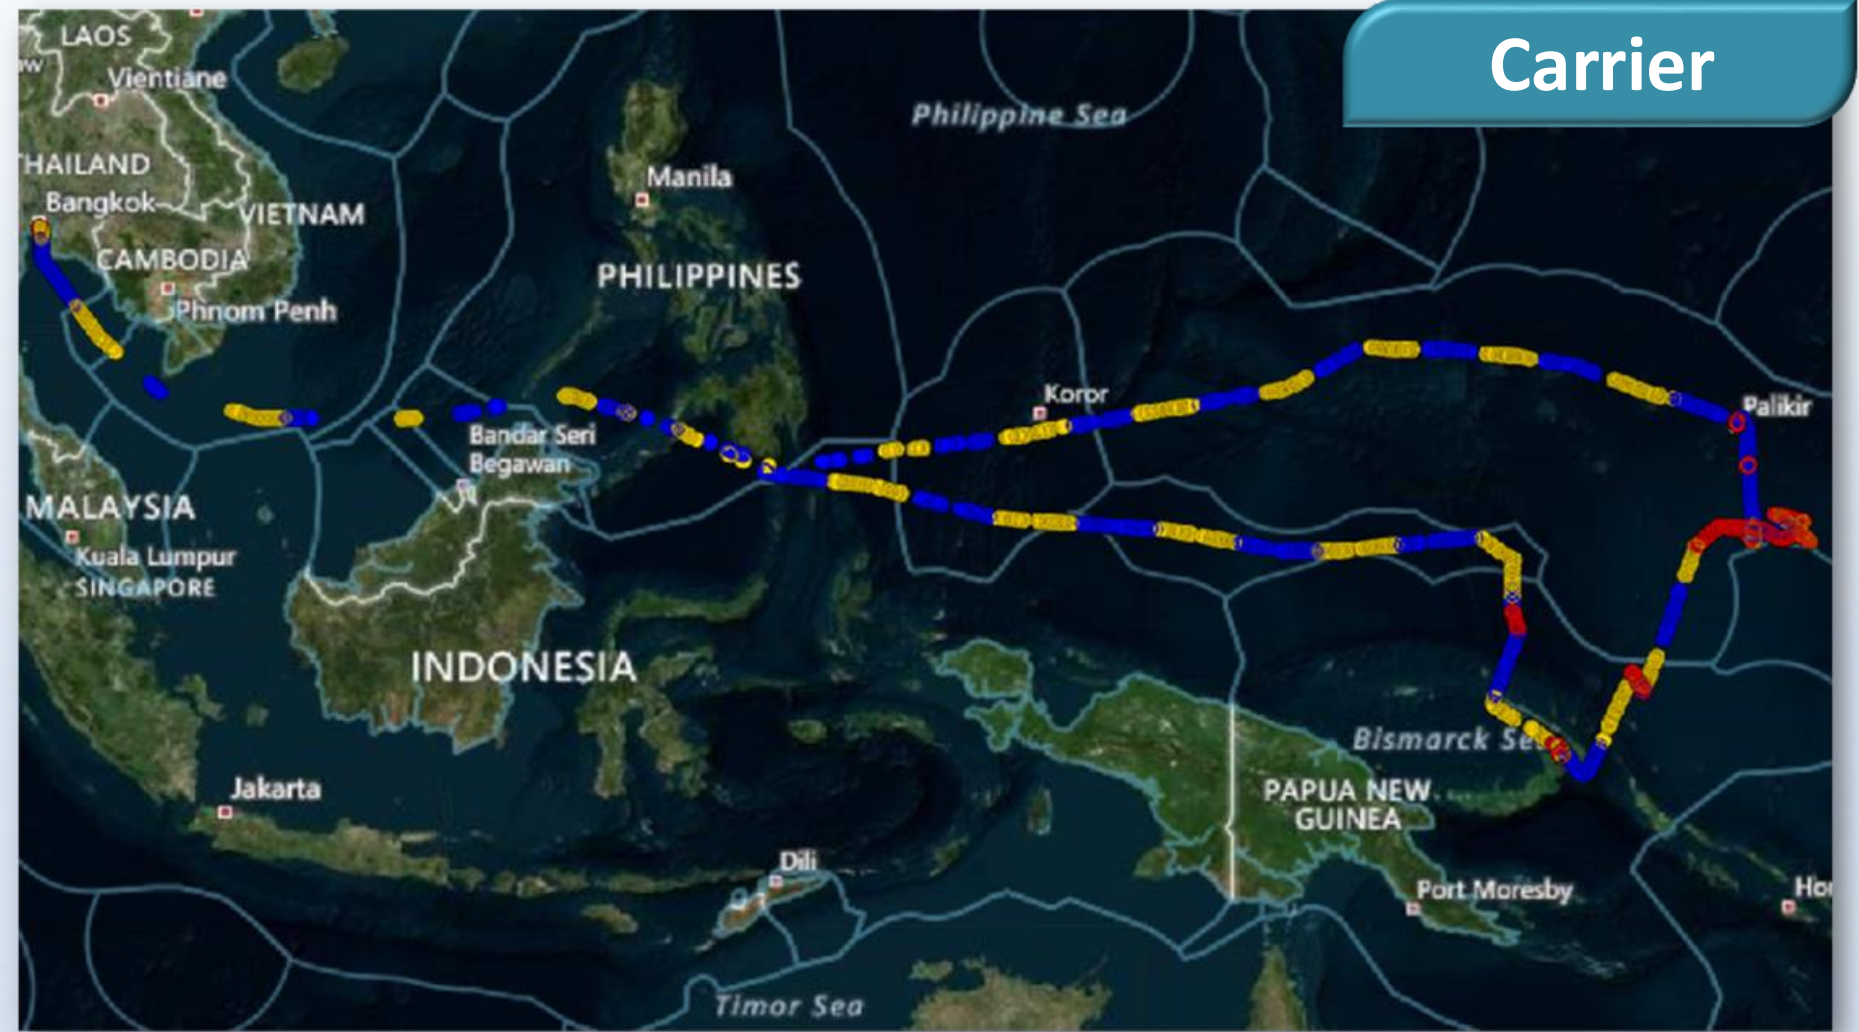 Carrier
LAOS
Vientiane
Philippine Sea
THAILAND
Manila
Bangkok
VIETNAM
CAMBODIA
PHILIPPINES
Phnom Penh
Koror
Palikir
Bandar Seri
Begawan
MALAYSIA
Kuala Lumpur
SINGAPORE
INDONESIA
Bismarck Se
Jakarta
PAPUA NEW
GUINEA
Dili
Port Moresby
Timor Sea